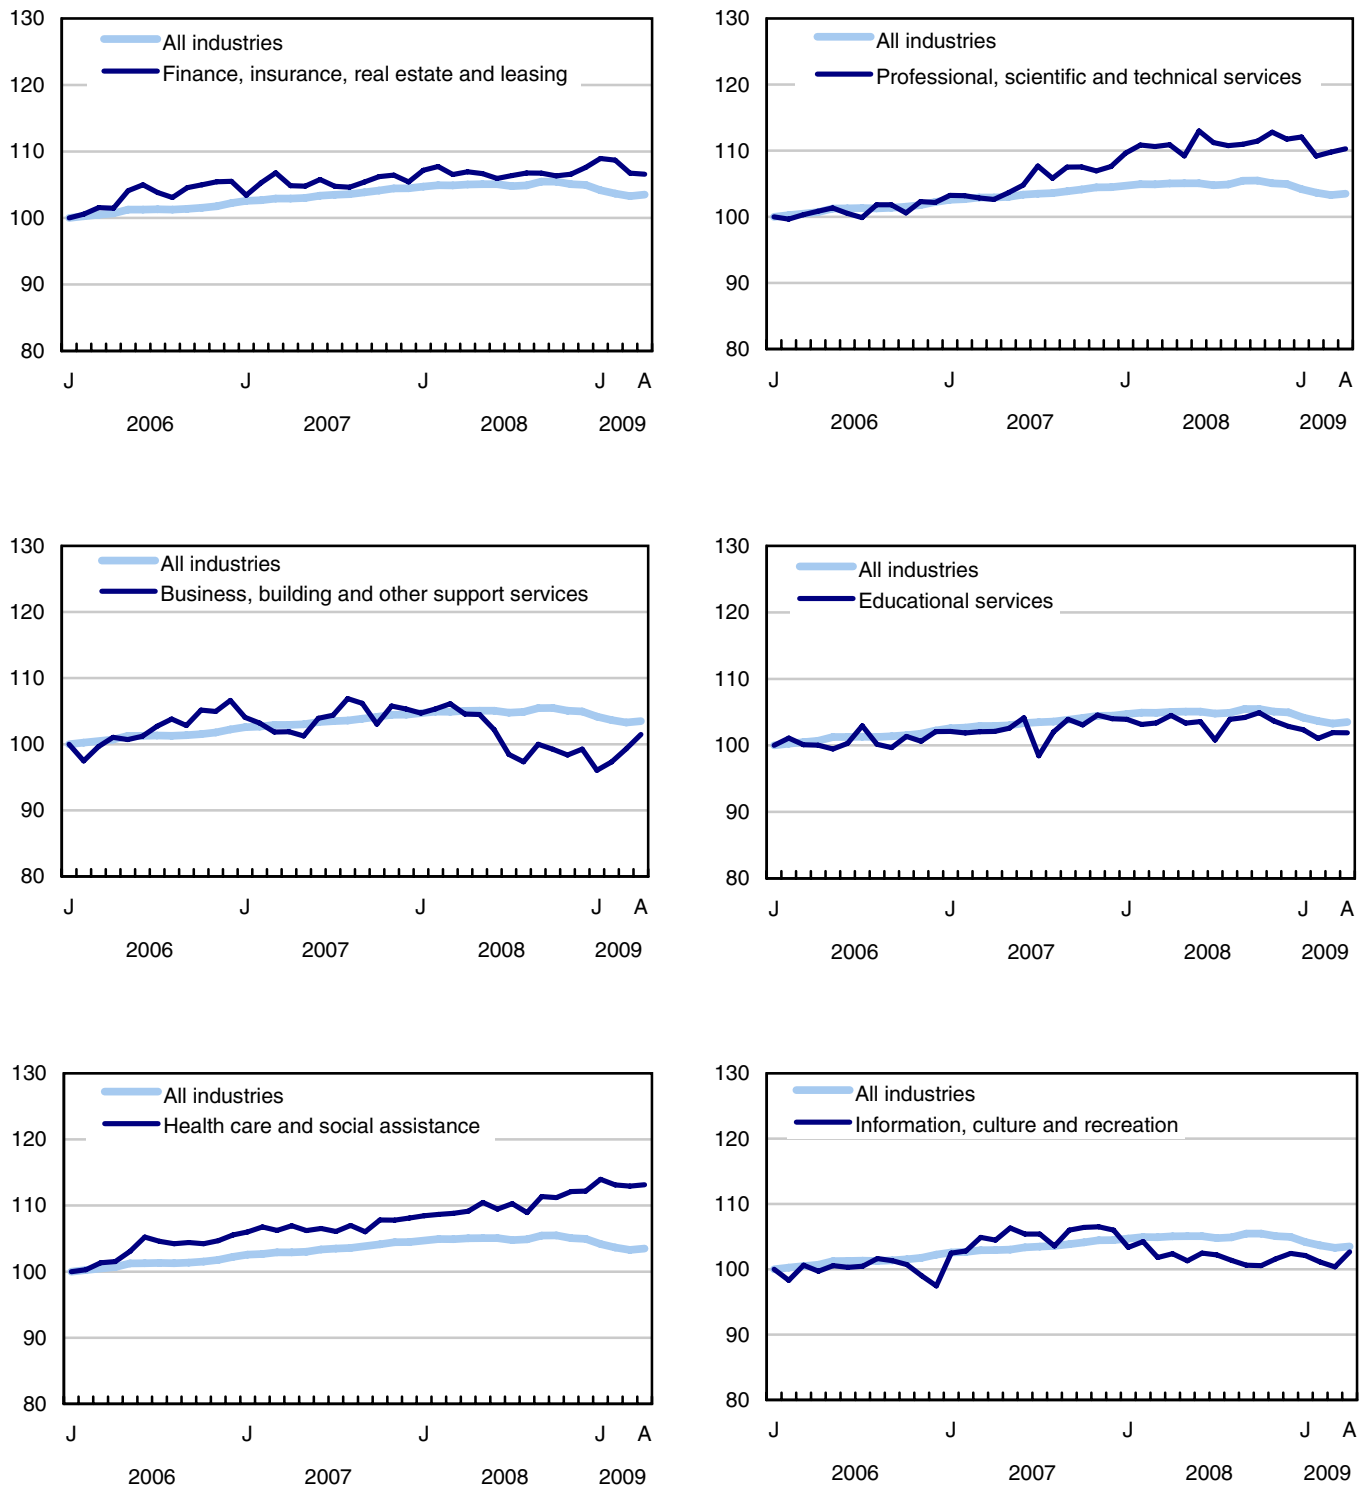 130
All industries
Finance, insurance, real estate and leasing
120
110
100
90
80
J J J J A
2006 2007 2008 2009
130
All industries
Professional, scientific and technical services
120
110
100
90
80
J J J J A
2006 2007 2008 2009
130
All industries
Business, building and other support services
120
110
100
90
80
J J J J A
2006 2007 2008 2009
130
All industries
Educational services
120
110
100
90
80
J J J J A
2006 2007 2008 2009
130
All industries
Health care and social assistance
120
110
100
90
80
J J J J A
2006 2007 2008 2009
130
All industries
Information, culture and recreation
120
110
100
90
80
J J J J A
2006 2007 2008 2009